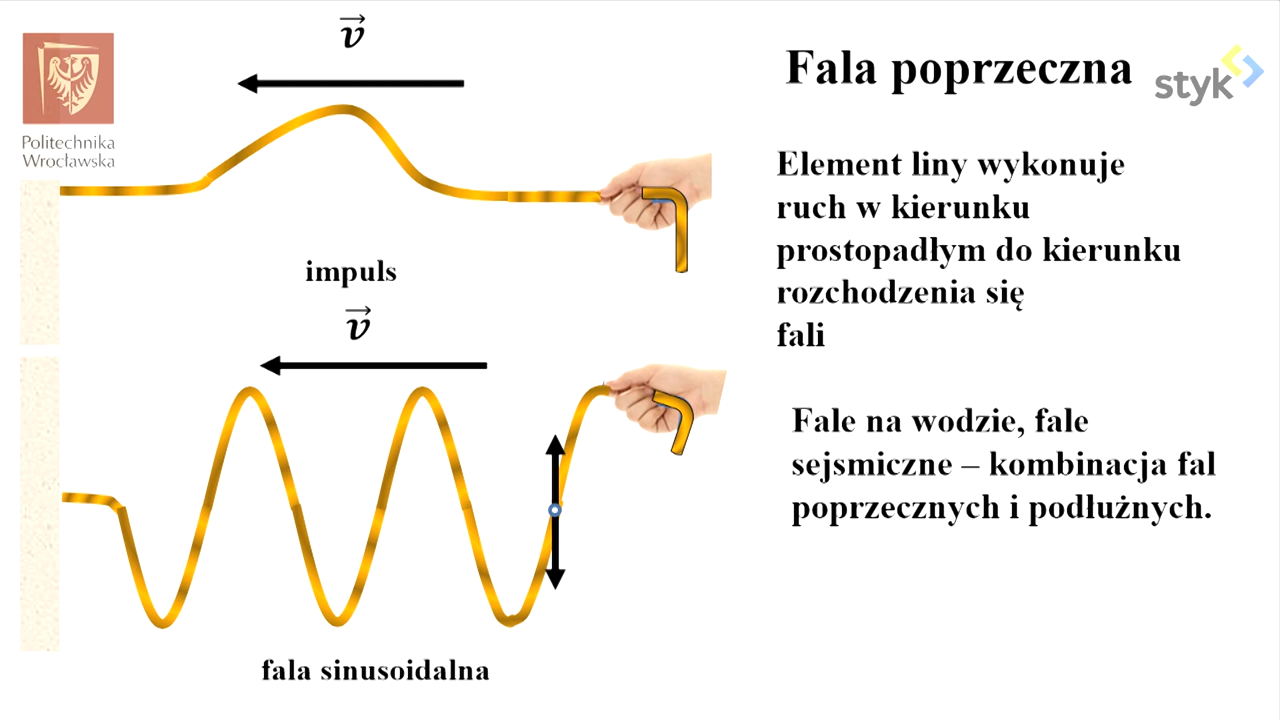 Fala poprzeczna
styk
Politechnika
Wrocławska
v
impuls
v
fala sinusoidalna
Element liny wykonuje
ruch w kierunku
prostopadłym do kierunku
rozchodzenia się
fali
Fale na wodzie, fale
sejsmiczne – kombinacja fal
poprzecznych i podłużnych.